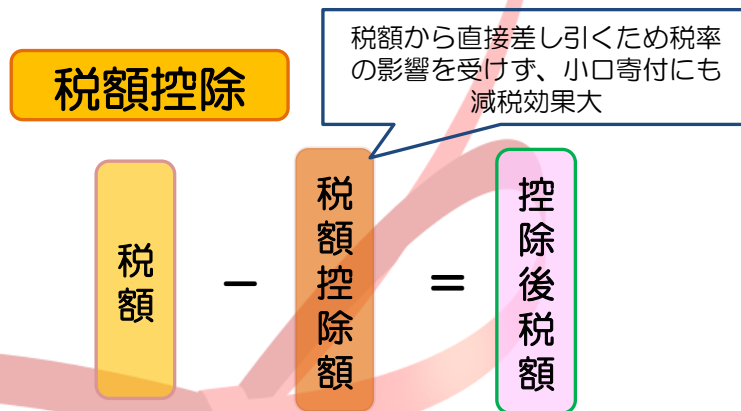 税額控除
税額から直接差し引くため税率
の影響を受けず、小口寄付にも
減税効果大
税額
－
税額控除額
＝
控除後税額